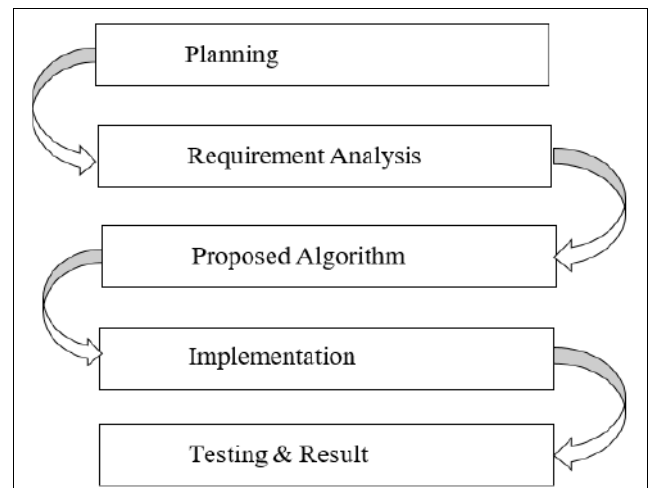 Planning
Requirement Analysis
Proposed Algorithm
Implementation
Testing & Result